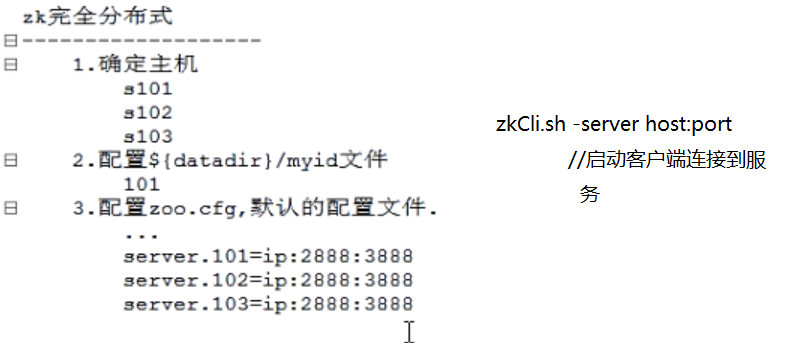 zk完全分布式
-------------------
1.确定主机
s101
s102
s103
2.配置${datadir}/myid文件
101
3.配置zoo.cfg,默认的配置文件.
...
server.101=ip:2888:3888
server.102=ip:2888:3888
server.103=ip:2888:3888
zkCli.sh -server host:port
//启动客户端连接到服
务